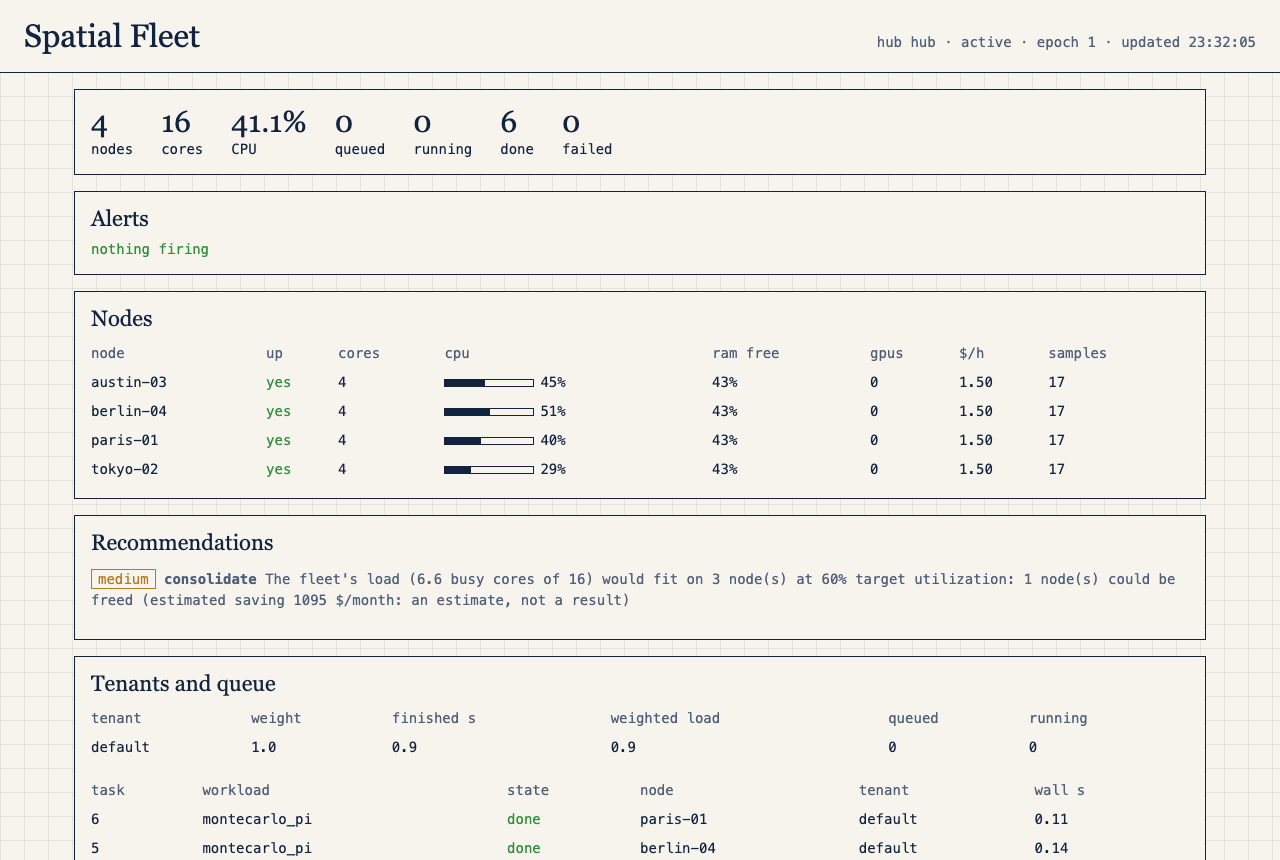 Spatial Fleet
hub hub · active · epoch 1 · updated 23:32:05
4 16 41.1% 0 0 6 0
nodes cores CPU queued running done failed
Alerts
nothing firing
Nodes
node up cores cpu ram free gpus $/h samples
austin-03 yes 4 45% 43% 0 1.50 17
berlin-04 yes 4 51% 43% 0 1.50 17
paris-01 yes 4 40% 43% 0 1.50 17
tokyo-02 yes 4 29% 43% 0 1.50 17
Recommendations
medium consolidate The fleet's load (6.6 busy cores of 16) would fit on 3 node(s) at 60% target utilization: 1 node(s) could be
freed (estimated saving 1095 $/month: an estimate, not a result)
Tenants and queue
tenant weight finished s weighted load queued running
default 1.0 0.9 0.9 0 0
task workload state node tenant wall s
6 montecarlo_pi done paris-01 default 0.11
5 montecarlo_pi done berlin-04 default 0.14